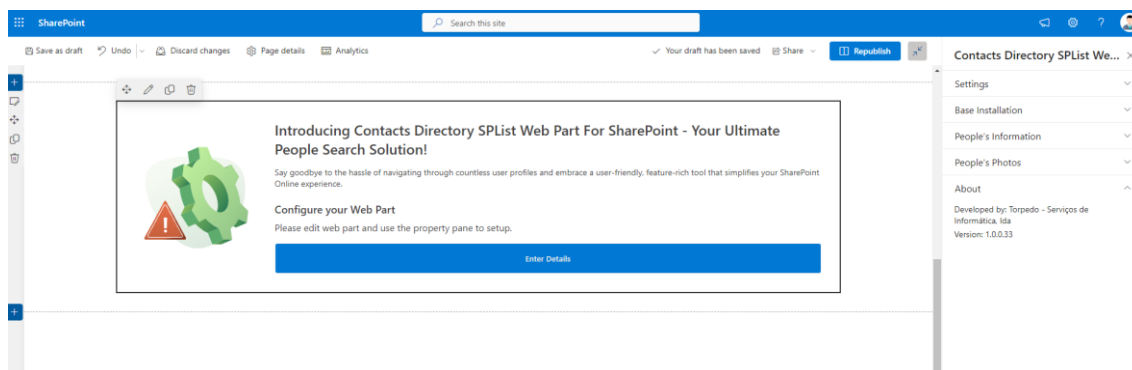 SharePoint
Search this site
?
Save as draft
Undo
Discard changes
Page details
Analytics
Your draft has been saved
Share
Republish
Introducing Contacts Directory SPList Web Part For SharePoint - Your Ultimate
People Search Solution!
Say goodbye to the hassle of navigating through countless user profiles and embrace a user-friendly, feature-rich tool that simplifies your SharePoint
Online experience.
Configure your Web Part
Please edit web part and use the property pane to setup.
Enter Details
Contacts Directory SPList We...
Settings
Base Installation
People's Information
People's Photos
About
Developed by: Torpedo - Serviços de
Informática, lda
Version: 1.0.0.33